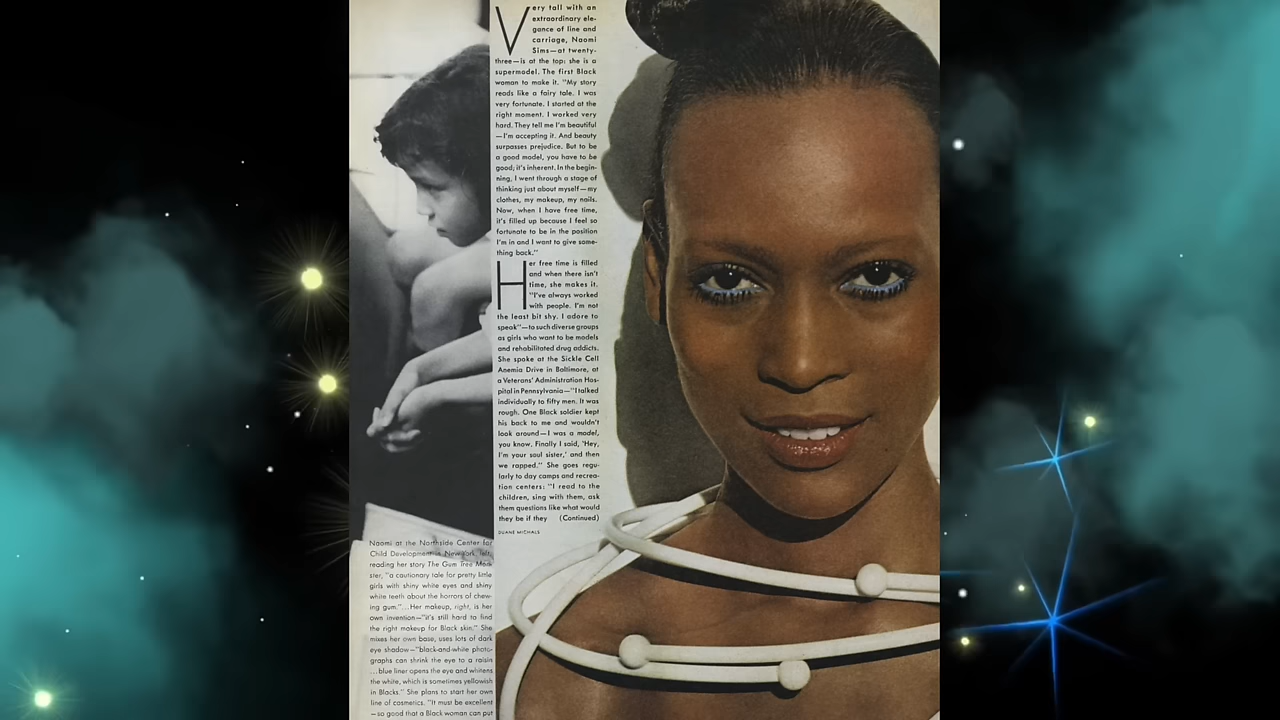 Very tall with an
extraordinary ele-
gance of line and
carriage, Naomi
Sims—at twenty-
three—is at the top: she is a
supermodel. The first Black
woman to make it. "My story
reads like a fairy tale. I was
very fortunate. I started at the
right moment. I worked very
hard. They tell me I'm beautiful
—I'm accepting it. And beauty
surpasses prejudice. But to be
a good model, you have to be
good; it's inherent. In the begin-
ning, I went through a stage of
thinking just about myself—my
clothes, my makeup, my nails.
Now, when I have free time,
it's filled up because I feel so
fortunate to be in the position
I'm in and I want to give some-
thing back."
Her free time is filled
and when there isn't
time, she makes it.
"I've always worked
with people. I'm not
the least bit shy. I adore to
speak"—to such diverse groups
as girls who want to be models
and rehabilitated drug addicts.
She spoke at the Sickle Cell
Anemia Drive in Baltimore, at
a Veterans' Administration Hos-
pital in Pennsylvania—"I talked
individually to fifty men. It was
rough. One Black soldier kept
his back to me and wouldn't
look around—I was a model,
you know. Finally I said, 'Hey,
I'm your soul sister,' and then
we rapped." She goes regu-
larly to day camps and recrea-
tion centers: "I read to the
children, sing with them, ask
them questions like what would
they be if they (Continued)
DUANE MICHALS
Naomi at the Northside Center for
Child Development in New York, left,
reading her story The Gum Tree Mon-
ster, "a cautionary tale for pretty little
girls with shiny white eyes and shiny
white teeth about the horrors of chew-
ing gum."...Her makeup, right, is her
own invention—"it's still hard to find
the right makeup for Black skin." She
mixes her own base, uses lots of dark
eye shadow—"black-and-white photo-
graphs can shrink the eye to a raisin
...blue liner opens the eye and whitens
the white, which is sometimes yellowish
in Blacks." She plans to start her own
line of cosmetics. "It must be excellent
—so good that a Black woman can put